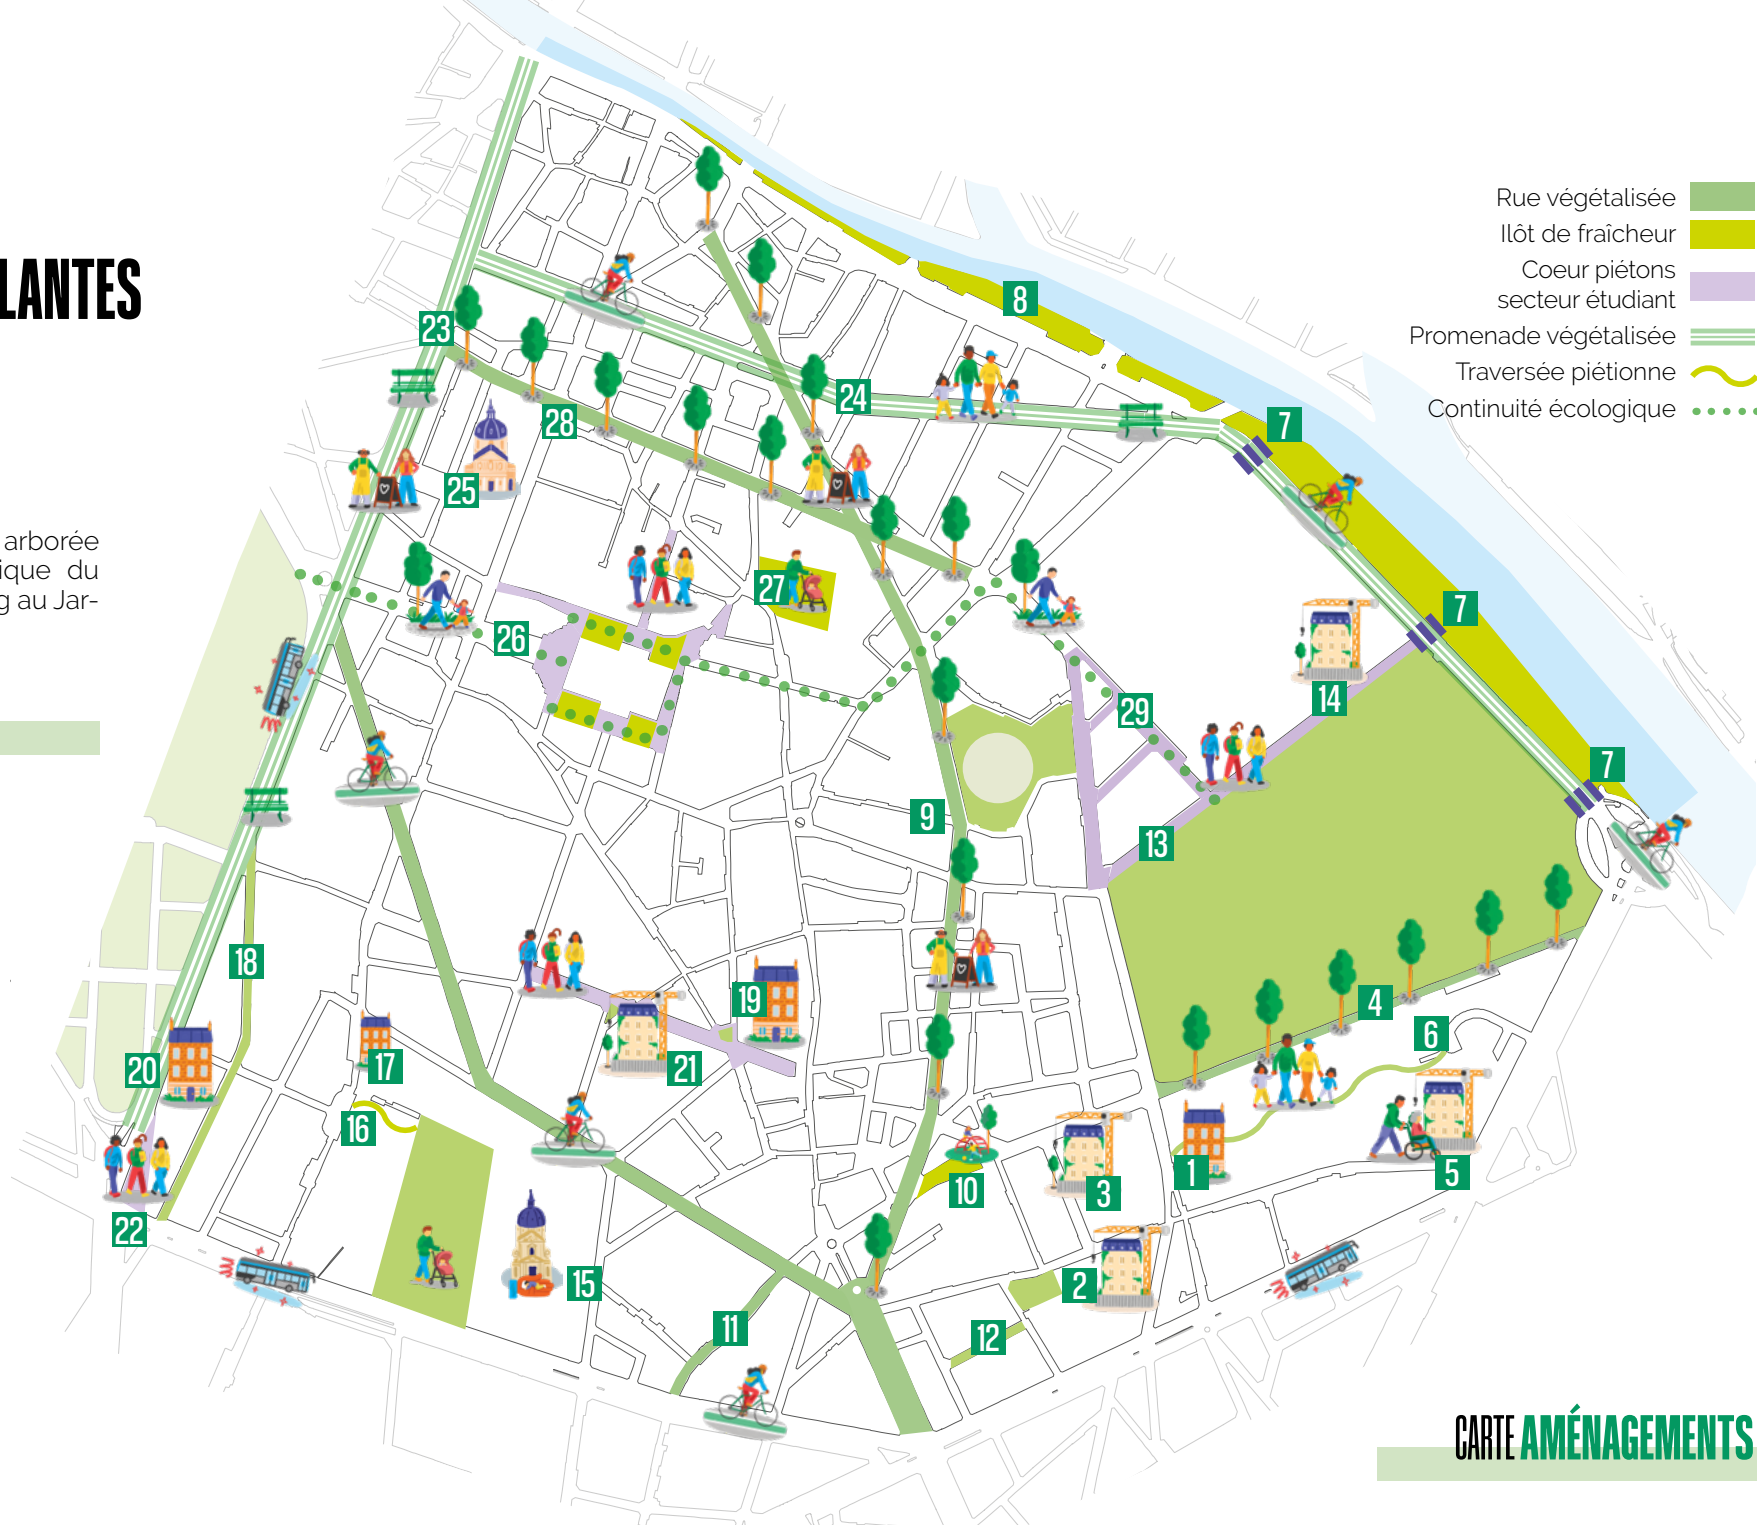 LANTES
arborée
ique du
g au Jar-
Rue végétalisée
Ilôt de fraîcheur
Coeur piétons
secteur étudiant
Promenade végétalisée
Traversée piétionne
Continuité écologique
8
23
24
7
28
25
27
7
26
14
29
7
9
13
18
19
4
6
20
17
21
16
1
5
10
3
22
15
2
11
12
CARTE AMÉNAGEMENTS